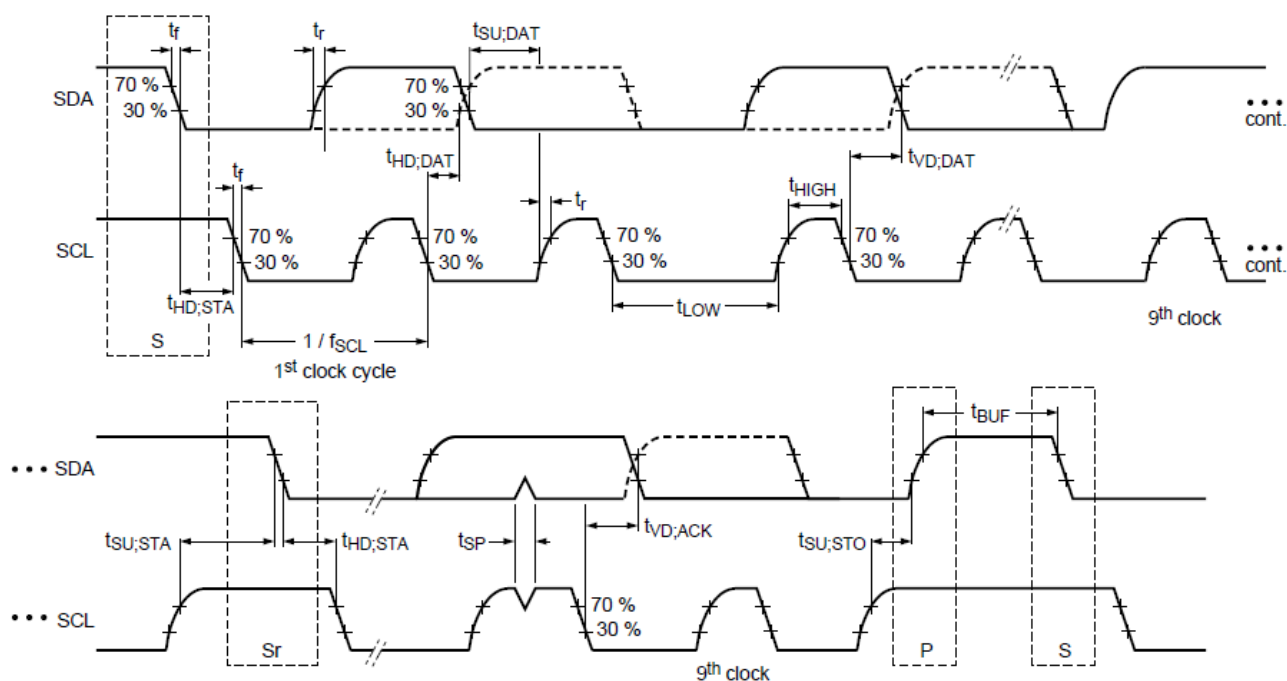 tf tr tSU;DAT
70 % 70 %
SDA 30 % 30 % ••• cont.
tHD;DAT tVD;DAT
tf tr tHIGH
70 % 70 % 70 % 70 %
SCL 30 % 30 % 30 % 30 % ••• cont.
tHD;STA tLOW 9th clock
S 1 / fSCL
1st clock cycle
tBUF
••• SDA
tSU;STA tHD;STA tSP tVD;ACK tSU;STO
70 %
••• SCL 30 %
Sr P S
9th clock